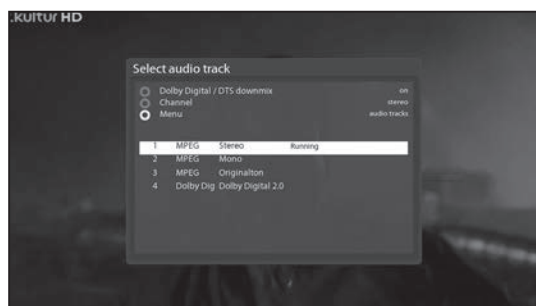 .kultur HD
Select audio track
Dolby Digital / DTS downmix on
Channel stereo
Menu audio tracks
1 MPEG Stereo Running
2 MPEG Mono
3 MPEG Originalton
4 Dolby Dig Dolby Digital 2.0